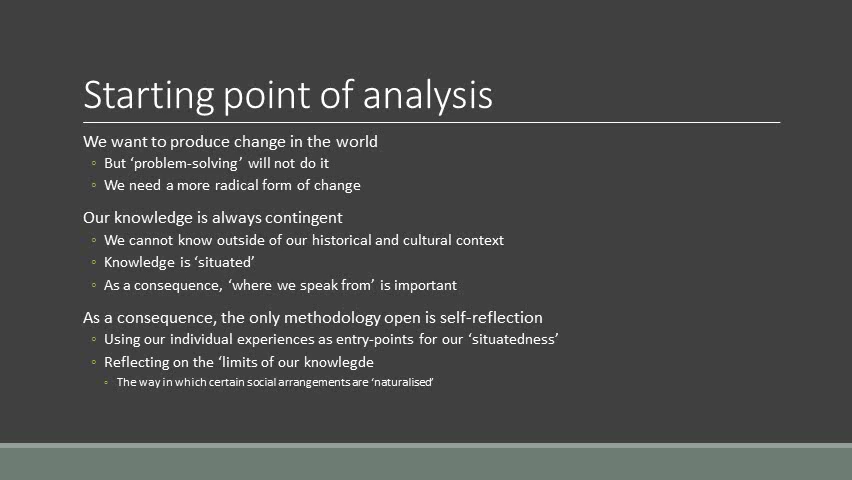 Starting point of analysis
We want to produce change in the world
◦ But ‘problem-solving’ will not do it
◦ We need a more radical form of change
Our knowledge is always contingent
◦ We cannot know outside of our historical and cultural context
◦ Knowledge is ‘situated’
◦ As a consequence, ‘where we speak from’ is important
As a consequence, the only methodology open is self-reflection
◦ Using our individual experiences as entry-points for our ‘situatedness’
◦ Reflecting on the ‘limits of our knowlegde
◦ The way in which certain social arrangements are ‘naturalised’